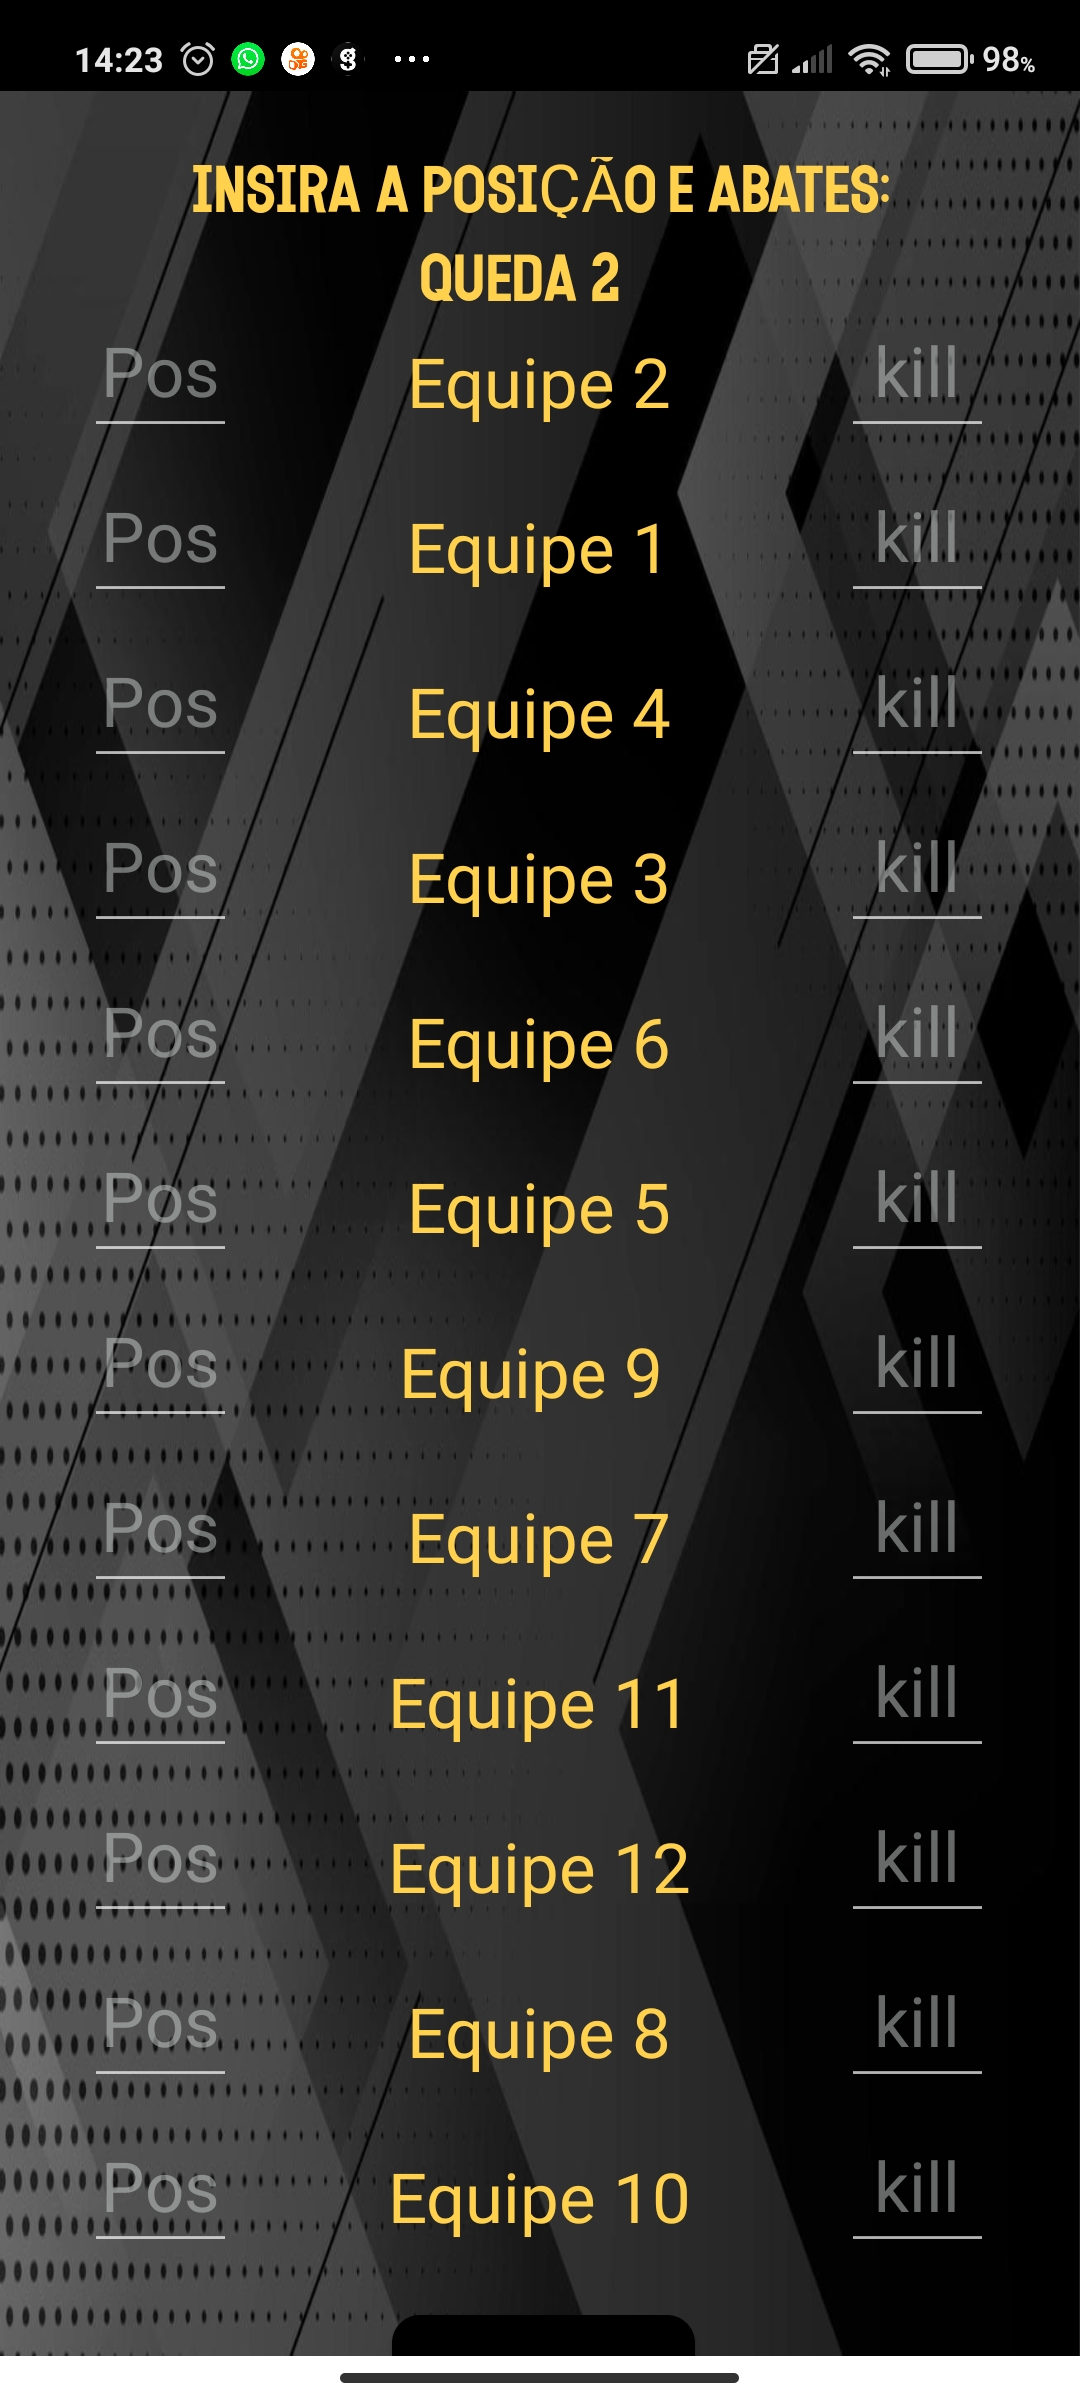 14:23 98%
INSIRA A POSIÇÃO E ABATES:
QUEDA 2
Pos Equipe 2 kill
Pos Equipe 1 kill
Pos Equipe 4 kill
Pos Equipe 3 kill
Pos Equipe 6 kill
Pos Equipe 5 kill
Pos Equipe 9 kill
Pos Equipe 7 kill
Pos Equipe 11 kill
Pos Equipe 12 kill
Pos Equipe 8 kill
Pos Equipe 10 kill